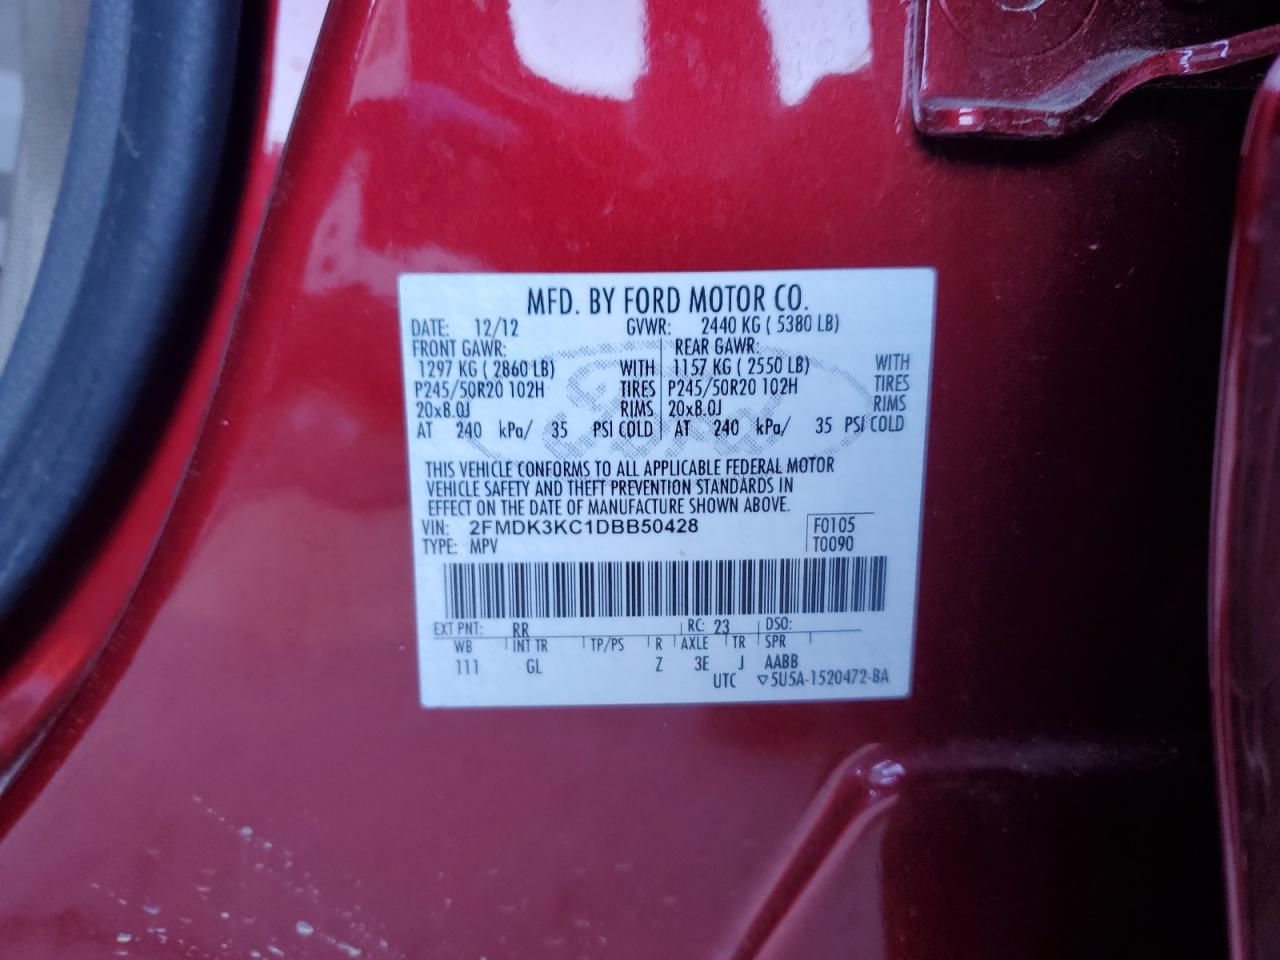 MFD. BY FORD MOTOR CO.
DATE: 12/12 GVWR: 2440 KG ( 5380 LB)
FRONT GAWR: REAR GAWR:
1297 KG ( 2860 LB) WITH 1157 KG ( 2550 LB) WITH
P245/50R20 102H TIRES P245/50R20 102H TIRES
20x8.0J RIMS 20x8.0J RIMS
AT 240 kPa/ 35 PSI COLD AT 240 kPa/ 35 PSI COLD
Ford
THIS VEHICLE CONFORMS TO ALL APPLICABLE FEDERAL MOTOR
VEHICLE SAFETY AND THEFT PREVENTION STANDARDS IN
EFFECT ON THE DATE OF MANUFACTURE SHOWN ABOVE.
VIN: 2FMDK3KC1DBB50428 F0105
TYPE: MPV T0090
EXT PNT: RR RC: 23 DSO:
WB INT TR TP/PS R AXLE TR SPR
111 GL Z 3E J AABB
UTC ▽5U5A-1520472-BA